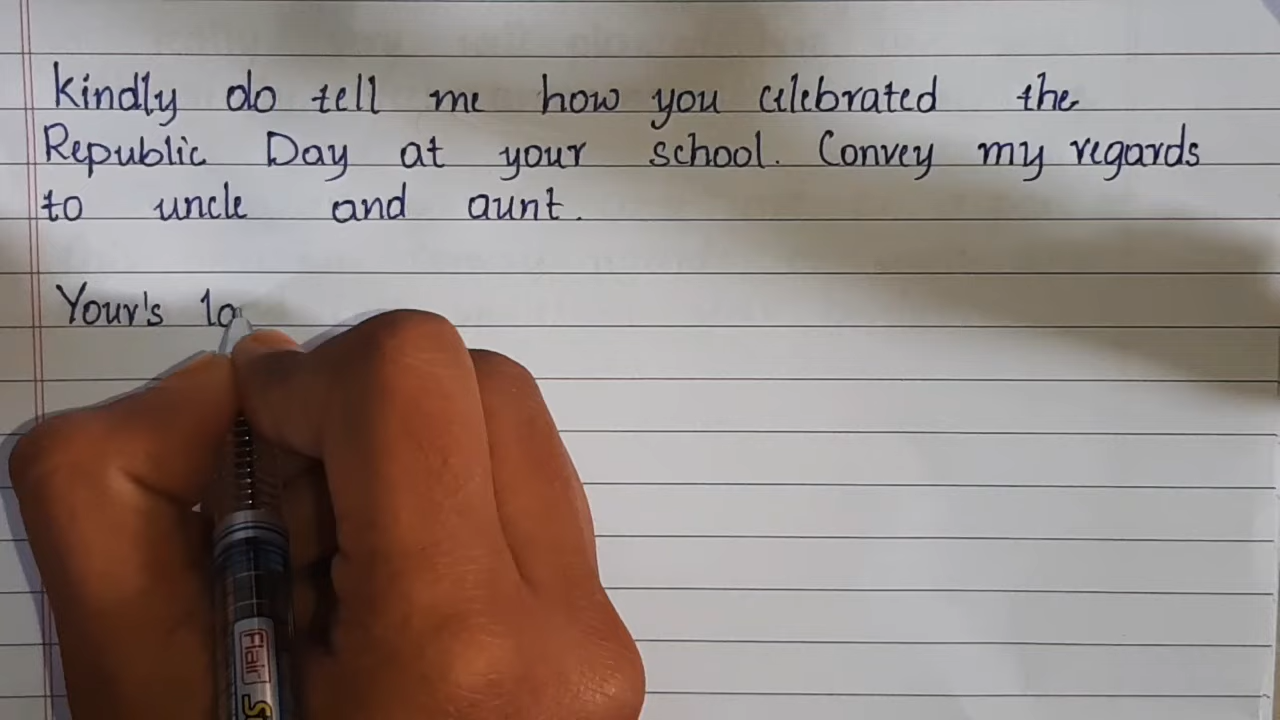 Kindly do tell me how you celebrated the
Republic Day at your school. Convey my regards
to uncle and aunt.
Your's lo
Flair